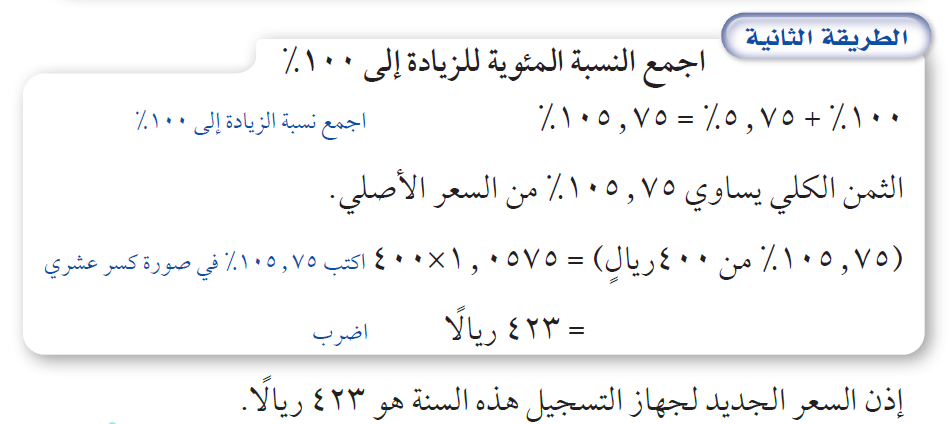 الطريقة الثانية
اجمع النسبة المئوية للزيادة إلى ١٠٠٪
١٠٠٪ + ٥,٧٥٪ = ١٠٥,٧٥٪ اجمع نسبة الزيادة إلى ١٠٠٪
الثمن الكلي يساوي ١٠٥,٧٥٪ من السعر الأصلي.
(١٠٥,٧٥٪ من ٤٠٠ ريالٍ) = ١,٠٥٧٥×٤٠٠ اكتب ١٠٥,٧٥٪ في صورة كسر عشري
= ٤٢٣ ريالًا اضرب
إذن السعر الجديد لجهاز التسجيل هذه السنة هو ٤٢٣ ريالًا.